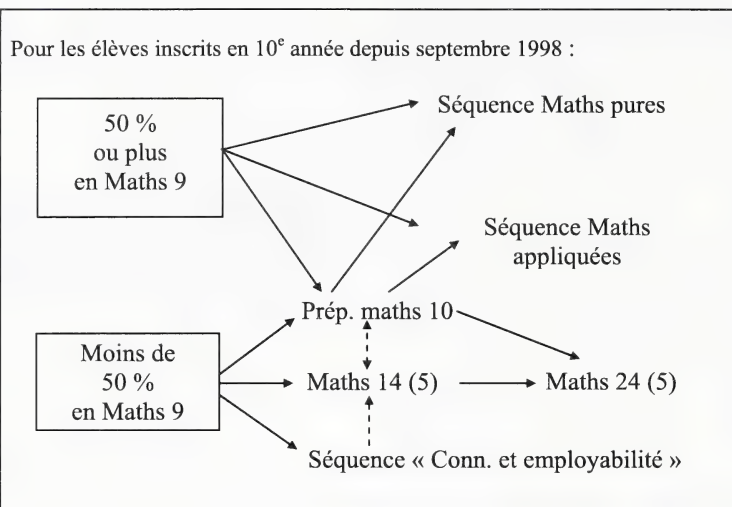 Pour les élèves inscrits en 10e année depuis septembre 1998 :
50 %
ou plus
en Maths 9
Séquence Maths pures
Séquence Maths
appliquées
Prép. maths 10
Moins de
50 %
en Maths 9
Maths 14 (5)
Maths 24 (5)
Séquence « Conn. et employabilité »